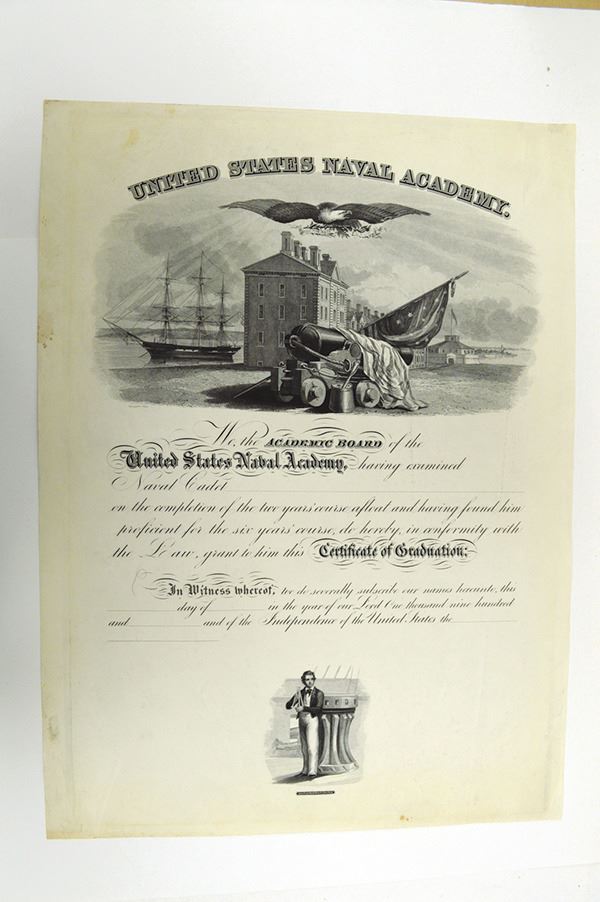 UNITED STATES NAVAL ACADEMY.
We, the ACADEMIC BOARD of the
United States Naval Academy, having examined
Naval Cadet
on the completion of the two years' course afloat and having found him
proficient for the six years' course, do hereby, in conformity with
the Law, grant to him this Certificate of Graduation:
In Witness whereof, we do severally subscribe our names hereunto, this
day of in the year of our Lord One thousand nine hundred
and and of the Independence of the United States the